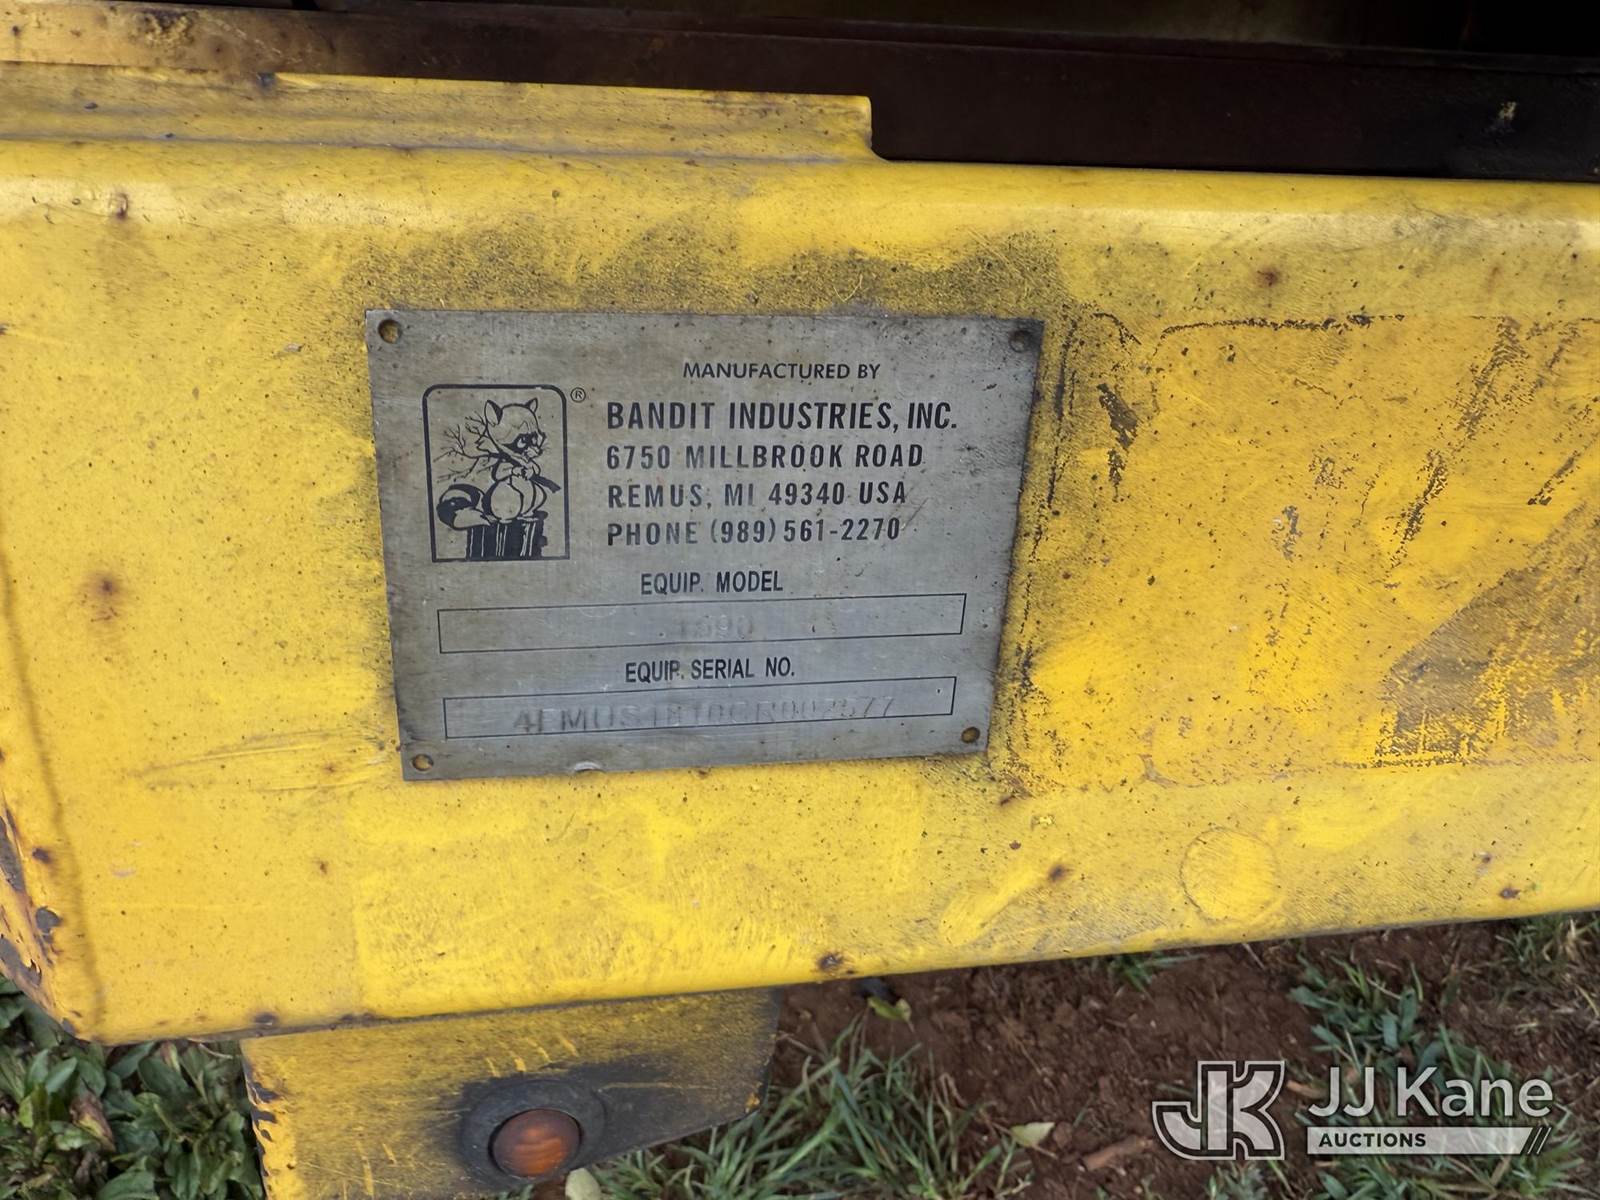 MANUFACTURED BY
®
BANDIT INDUSTRIES, INC.
6750 MILLBROOK ROAD
REMUS, MI 49340 USA
PHONE (989) 561-2270
EQUIP. MODEL
EQUIP. SERIAL NO.
JK JJ Kane
AUCTIONS